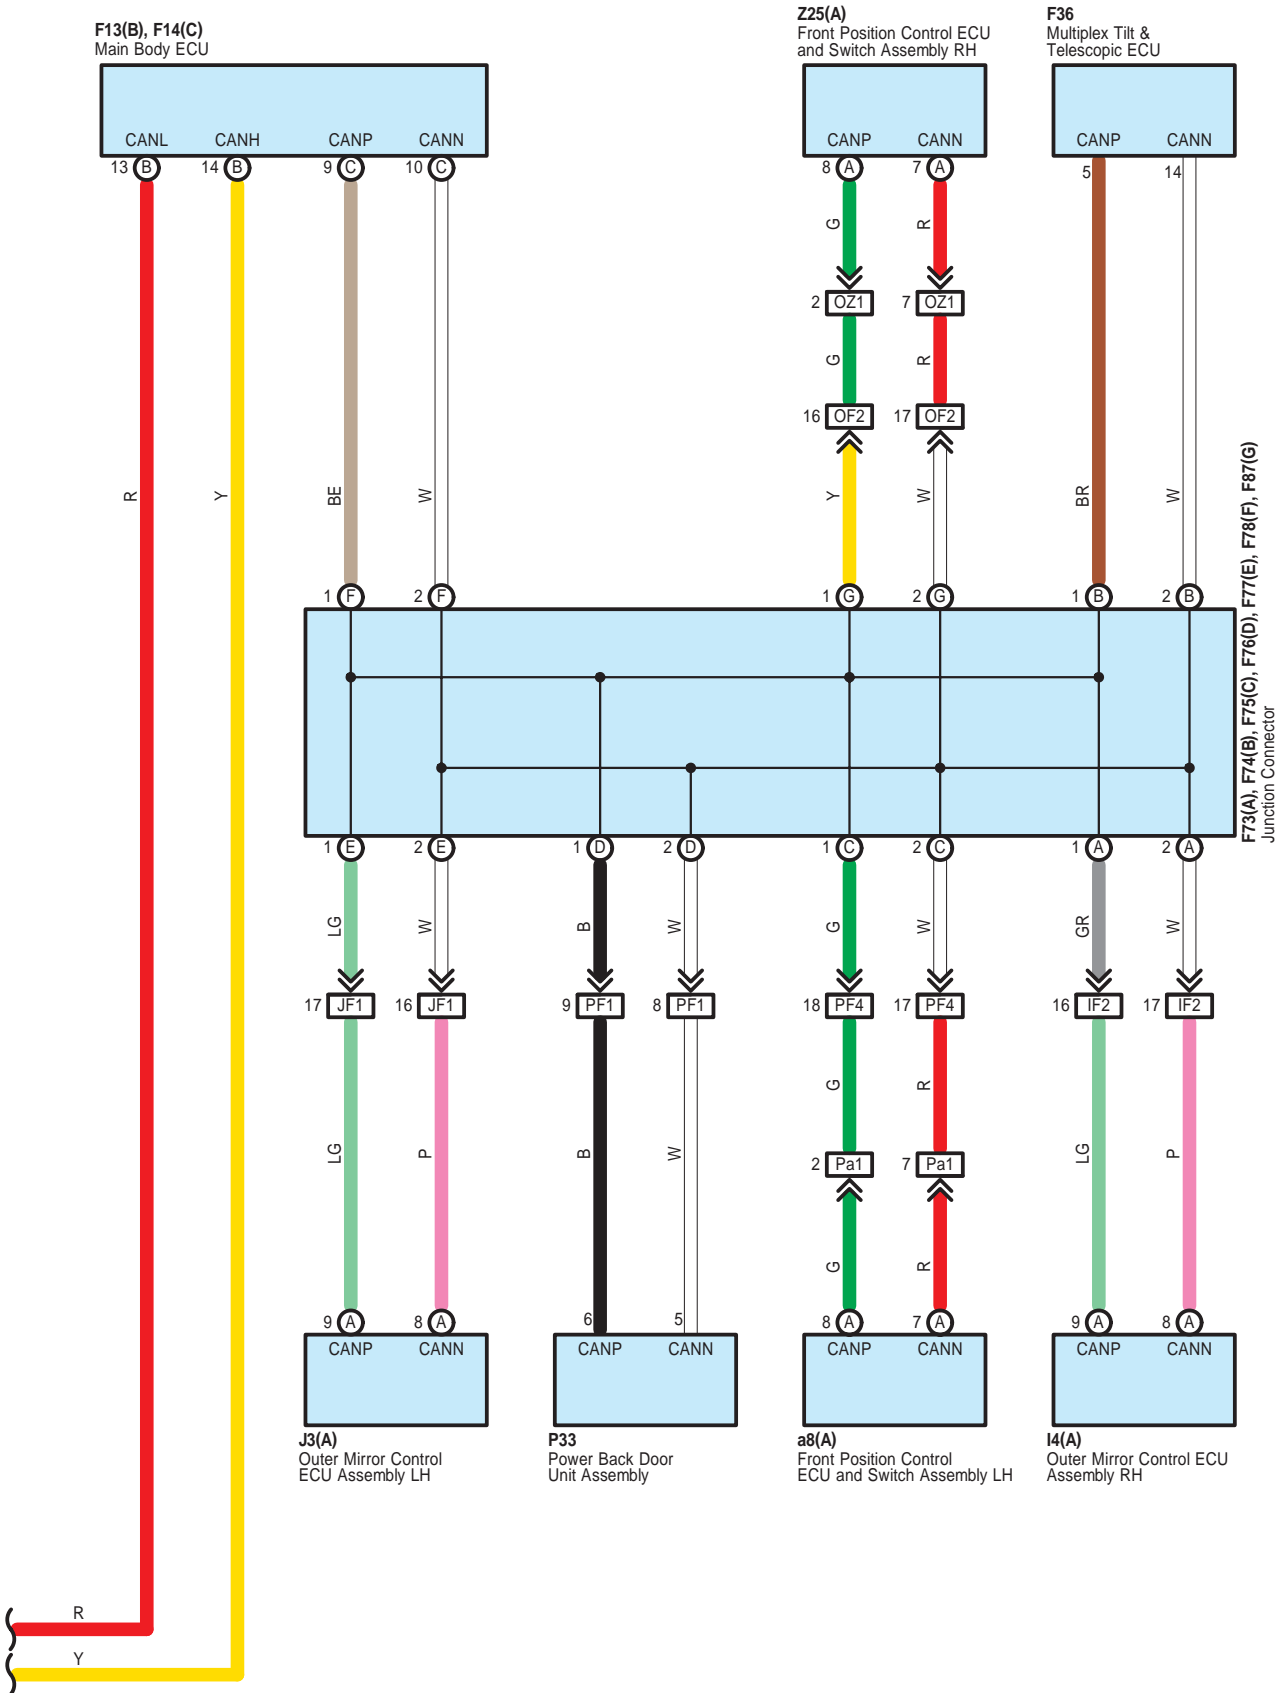 F13(B), F14(C)
Main Body ECU
Z25(A)
Front Position Control ECU
and Switch Assembly RH
F36
Multiplex Tilt &
Telescopic ECU
CANL CANH CANP CANN
CANP CANN
CANP CANN
13 B 14 B 9 C 10 C
8 A 7 A
5 14
G R
2 OZ1 7 OZ1
G R
16 OF2 17 OF2
R Y BE W Y W BR W
1 F 2 F 1 G 2 G 1 B 2 B
F73(A), F74(B), F75(C), F76(D), F77(E), F78(F), F87(G)
Junction Connector
1 E 2 E 1 D 2 D 1 C 2 C 1 A 2 A
LG W B W G W GR W
17 JF1 16 JF1 9 PF1 8 PF1 18 PF4 17 PF4 16 IF2 17 IF2
G R
LG P B W LG P
2 Pa1 7 Pa1
G R
9 A 8 A 6 5 8 A 7 A 9 A 8 A
CANP CANN CANP CANN CANP CANN CANP CANN
J3(A)
Outer Mirror Control
ECU Assembly LH
P33
Power Back Door
Unit Assembly
a8(A)
Front Position Control
ECU and Switch Assembly LH
I4(A)
Outer Mirror Control ECU
Assembly RH
R
Y